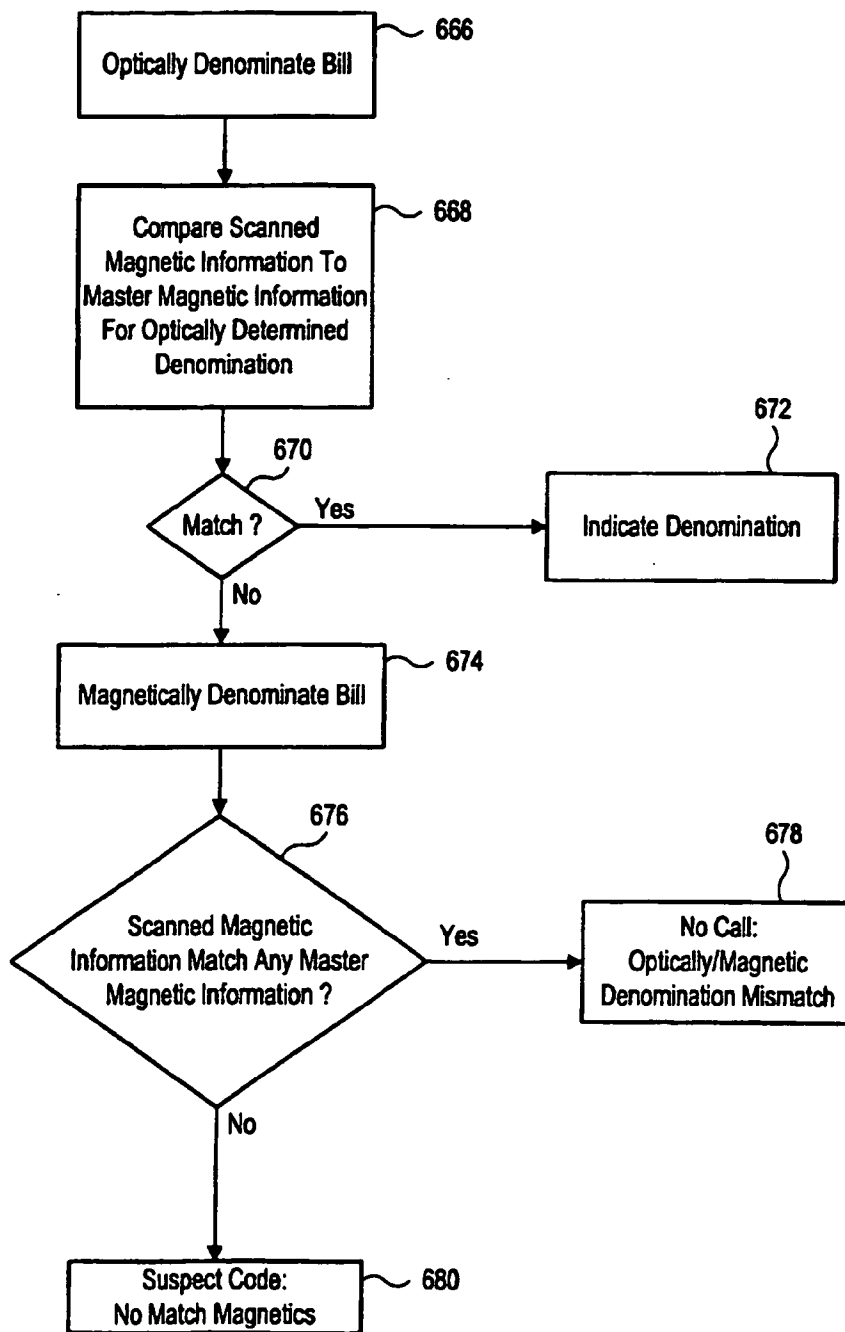 666
Optically Denominate Bill
668
Compare Scanned
Magnetic Information To
Master Magnetic Information
For Optically Determined
Denomination
670
Match ?
Yes
672
Indicate Denomination
No
674
Magnetically Denominate Bill
676
Scanned Magnetic
Information Match Any Master
Magnetic Information ?
Yes
678
No Call:
Optically/Magnetic
Denomination Mismatch
No
Suspect Code:
No Match Magnetics
680